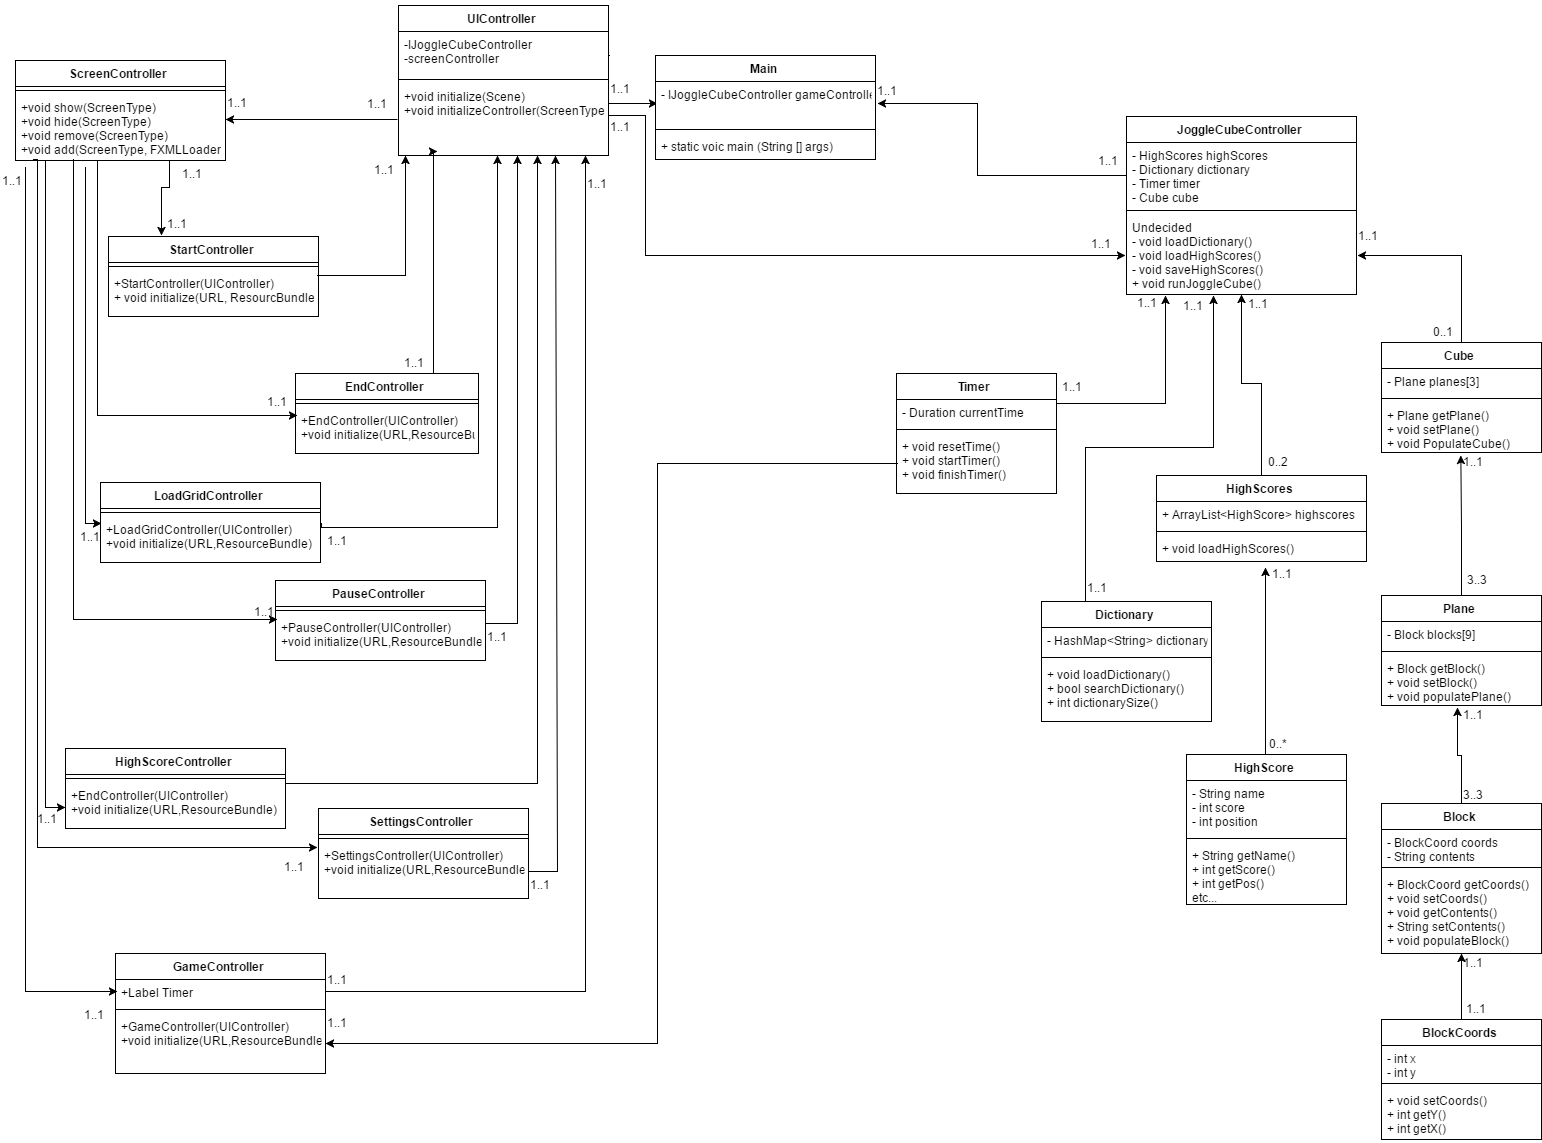 UIController
-IJoggleCubeController
-screenController
+void initialize(Scene)
+void initializeController(ScreenType
ScreenController
+void show(ScreenType)
+void hide(ScreenType)
+void remove(ScreenType)
+void add(ScreenType, FXMLLoader
1..1
1..1
1..1
1..1
Main
- IJoggleCubeController gameControlle
+ static voic main (String [] args)
1..1
1..1
JoggleCubeController
- HighScores highScores
- Dictionary dictionary
- Timer timer
- Cube cube
Undecided
- void loadDictionary()
- void loadHighScores()
- void saveHighScores()
+ void runJoggleCube()
1..1
1..1
1..1
1..1
1..1
1..1
1..1
1..1
1..1
1..1
1..1
StartController
+StartController(UIController)
+ void initialize(URL, ResourcBundle
1..1
1..1
EndController
+EndController(UIController)
+void initialize(URL,ResourceBu
LoadGridController
+LoadGridController(UIController)
+void initialize(URL,ResourceBundle)
1..1
1..1
PauseController
+PauseController(UIController)
+void initialize(URL,ResourceBundle
1..1
1..1
HighScoreController
+EndController(UIController)
+void initialize(URL,ResourceBundle)
1..1
SettingsController
+SettingsController(UIController)
+void initialize(URL,ResourceBundle
1..1
1..1
GameController
+Label Timer
+GameController(UIController)
+void initialize(URL,ResourceBundle
1..1
1..1
1..1
Timer
- Duration currentTime
+ void resetTime()
+ void startTimer()
+ void finishTimer()
1..1
Dictionary
- HashMap<String> dictionary
+ void loadDictionary()
+ bool searchDictionary()
+ int dictionarySize()
1..1
0..2
HighScores
+ ArrayList<HighScore> highscores
+ void loadHighScores()
1..1
0..*
HighScore
- String name
- int score
- int position
+ String getName()
+ int getScore()
+ int getPos()
etc...
0..1
Cube
- Plane planes[3]
+ Plane getPlane()
+ void setPlane()
+ void PopulateCube()
1..1
3..3
Plane
- Block blocks[9]
+ Block getBlock()
+ void setBlock()
+ void populatePlane()
1..1
3..3
Block
- BlockCoord coords
- String contents
+ BlockCoord getCoords()
+ void setCoords()
+ void getContents()
+ String setContents()
+ void populateBlock()
1..1
1..1
BlockCoords
- int x
- int y
+ void setCoords()
+ int getY()
+ int getX()